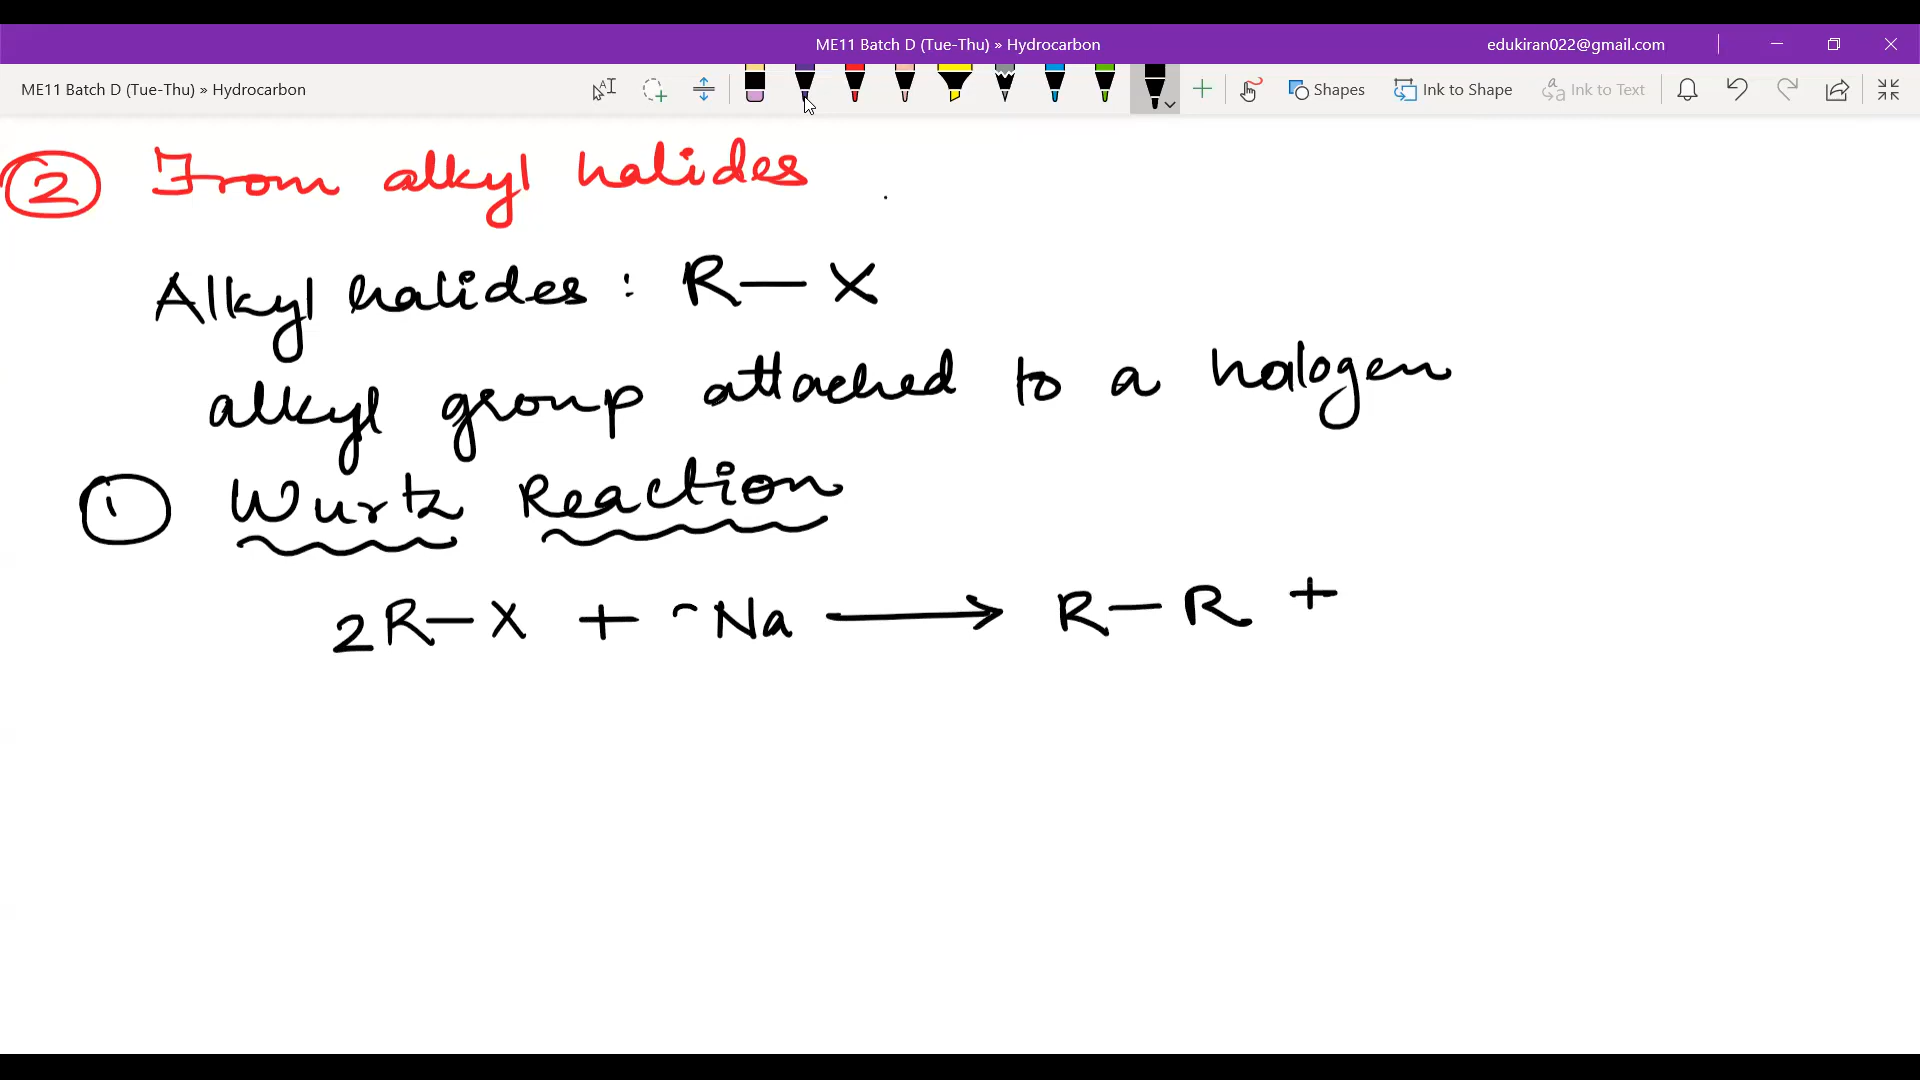 ME11 Batch D (Tue-Thu) » Hydrocarbon
edukiran022@gmail.com
ME11 Batch D (Tue-Thu) » Hydrocarbon
Shapes
Ink to Shape
Ink to Text
2 From alkyl halides
Alkyl halides : R — X
alkyl group attached to a halogen
1 Wurtz Reaction
2R — X + Na ⟶ R — R +